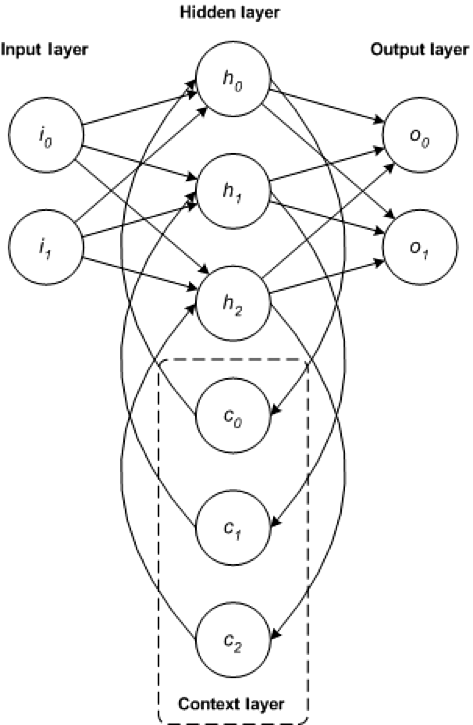 Hidden layer
Input layer
Output layer
h0
i0
o0
h1
i1
o1
h2
c0
c1
c2
Context layer